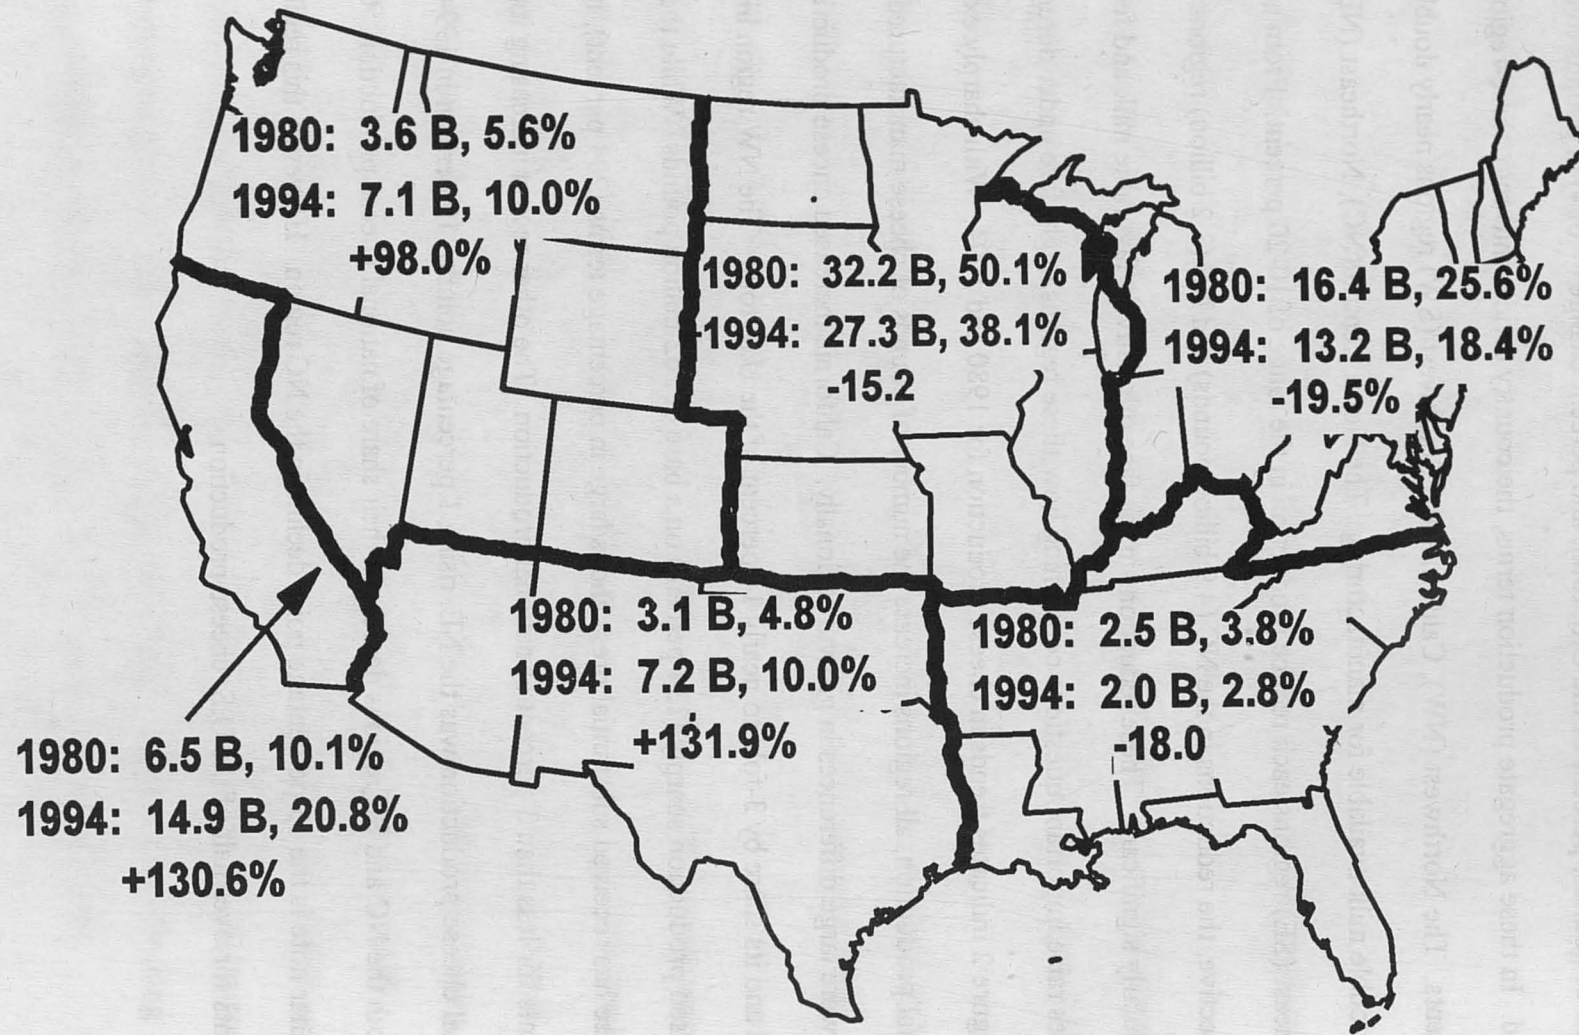 1980: 3.6 B, 5.6%
1994: 7.1 B, 10.0%
+98.0%
1980: 32.2 B, 50.1%
1994: 27.3 B, 38.1%
-15.2
1980: 16.4 B, 25.6%
1994: 13.2 B, 18.4%
-19.5%
1980: 3.1 B, 4.8%
1994: 7.2 B, 10.0%
+131.9%
1980: 2.5 B, 3.8%
1994: 2.0 B, 2.8%
-18.0
1980: 6.5 B, 10.1%
1994: 14.9 B, 20.8%
+130.6%